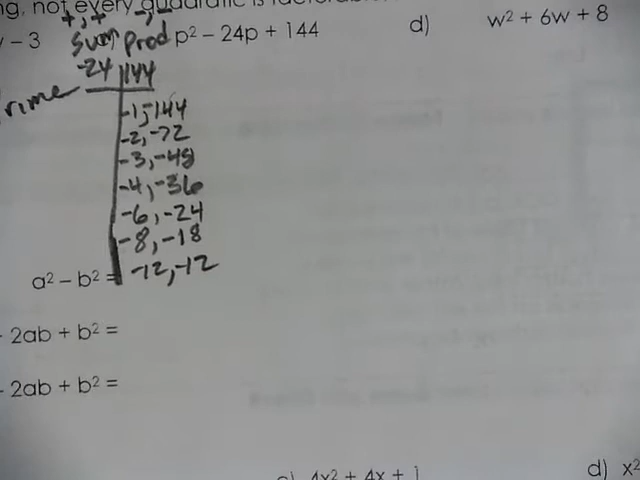 ng, not every quadratic is factorable
+,+ -,-
- 3 Sum Prod p² – 24p + 144 d) w² + 6w + 8
-24 144
rime
-1,-144
-2,-72
-3,-48
-4,-36
-6,-24
-8,-18
-12,-12
a² – b² =
2ab + b² =
2ab + b² =
c) 4x² + 4x + 1 d) x²